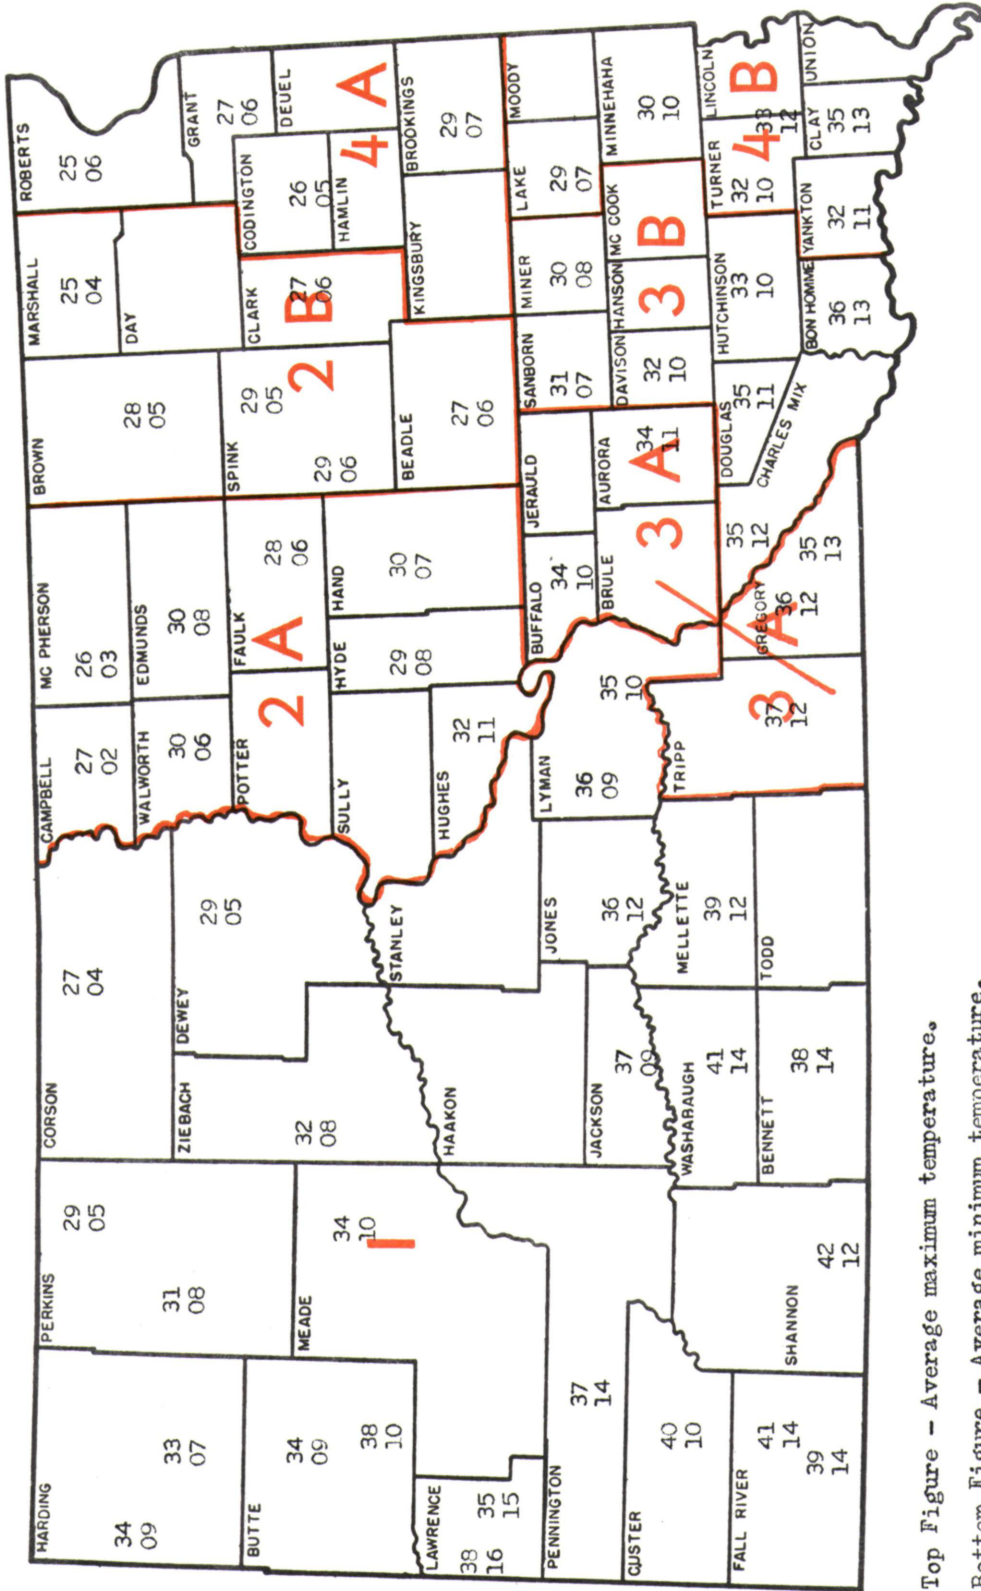 HARDING
34
09
33
07
PERKINS
29
05
31
08
CORSON
27
04
CAMPBELL
27
02
MC PHERSON
26
03
BROWN
28
05
MARSHALL
25
04
ROBERTS
25
06
DAY
WALWORTH
30
06
EDMUNDS
30
08
ZIEBACH
32
08
DEWEY
29
05
POTTER
2 A
FAULK
28
06
SPINK
29
05
29
06
2 B
CLARK
27
06
CODINGTON
26
05
GRANT
27
06
DEUEL
HAMLIN
4 A
BUTTE
34
09
38
10
MEADE
34
10
1
SULLY
HYDE
29
08
HAND
30
07
BEADLE
27
06
KINGSBURY
BROOKINGS
29
07
LAWRENCE
38
16
35
15
HAAKON
STANLEY
HUGHES
32
11
BUFFALO
34
10
JERAULD
SANBORN
31
07
MINER
30
08
LAKE
29
07
MOODY
PENNINGTON
37
14
JACKSON
37
09
JONES
36
12
LYMAN
36
09
35
10
BRULE
AURORA
34
11
3 A
DAVISON
32
10
HANSON
MC COOK
3 B
MINNEHAHA
30
10
CUSTER
40
10
WASHABAUGH
41
14
MELLETTE
39
12
TRIPP
37
12
GREGORY
36
12
35
13
3 A
35
12
DOUGLAS
35
11
CHARLES MIX
HUTCHINSON
33
10
TURNER
32
10
LINCOLN
33
12
4 B
FALL RIVER
41
14
39
14
SHANNON
42
12
BENNETT
38
14
TODD
BON HOMME
36
13
YANKTON
32
11
CLAY
35
13
UNION
Top Figure - Average maximum temperature.
Bottom Figure - Average minimum temperature.